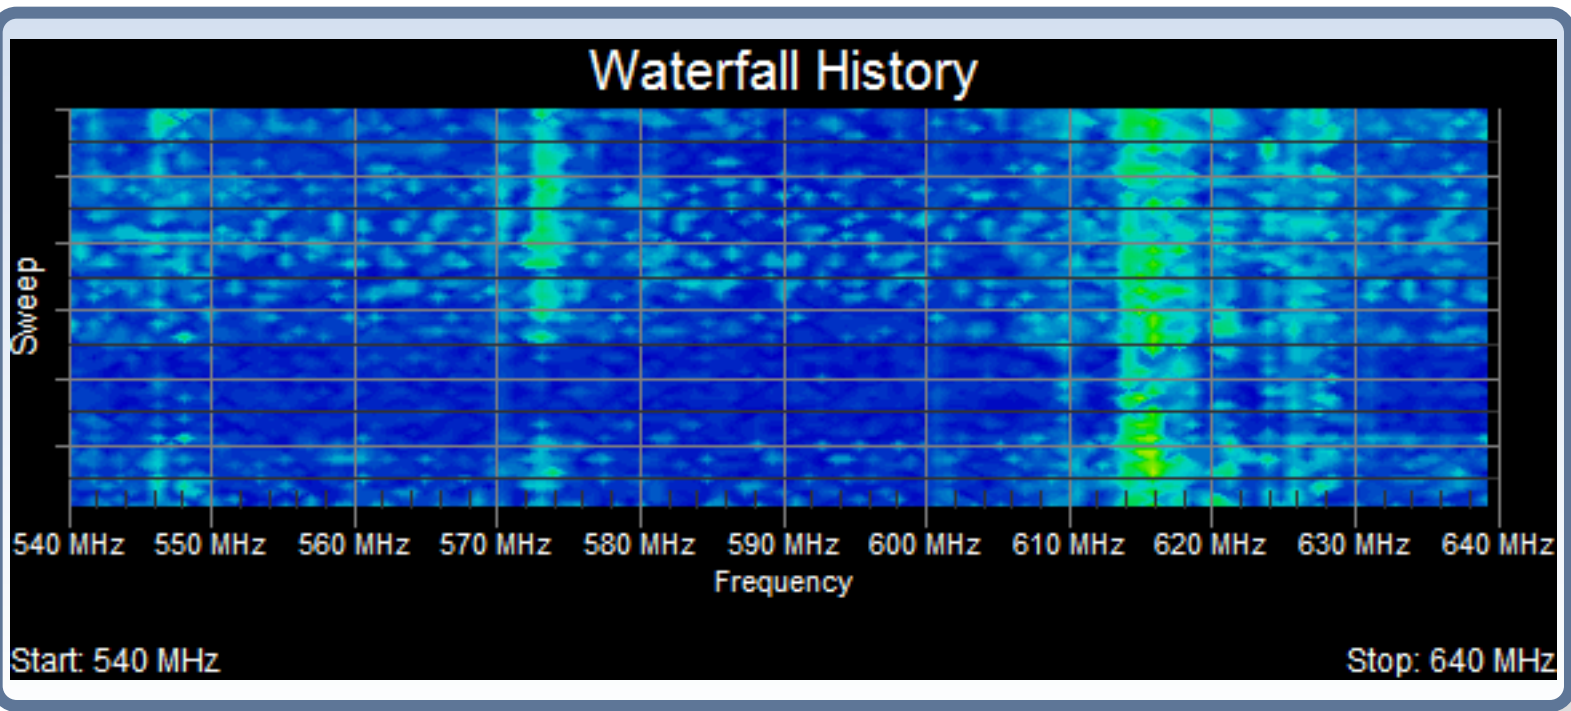 Waterfall History
Sweep
540 MHz 550 MHz 560 MHz 570 MHz 580 MHz 590 MHz 600 MHz 610 MHz 620 MHz 630 MHz 640 MHz
Frequency
Start: 540 MHz Stop: 640 MHz